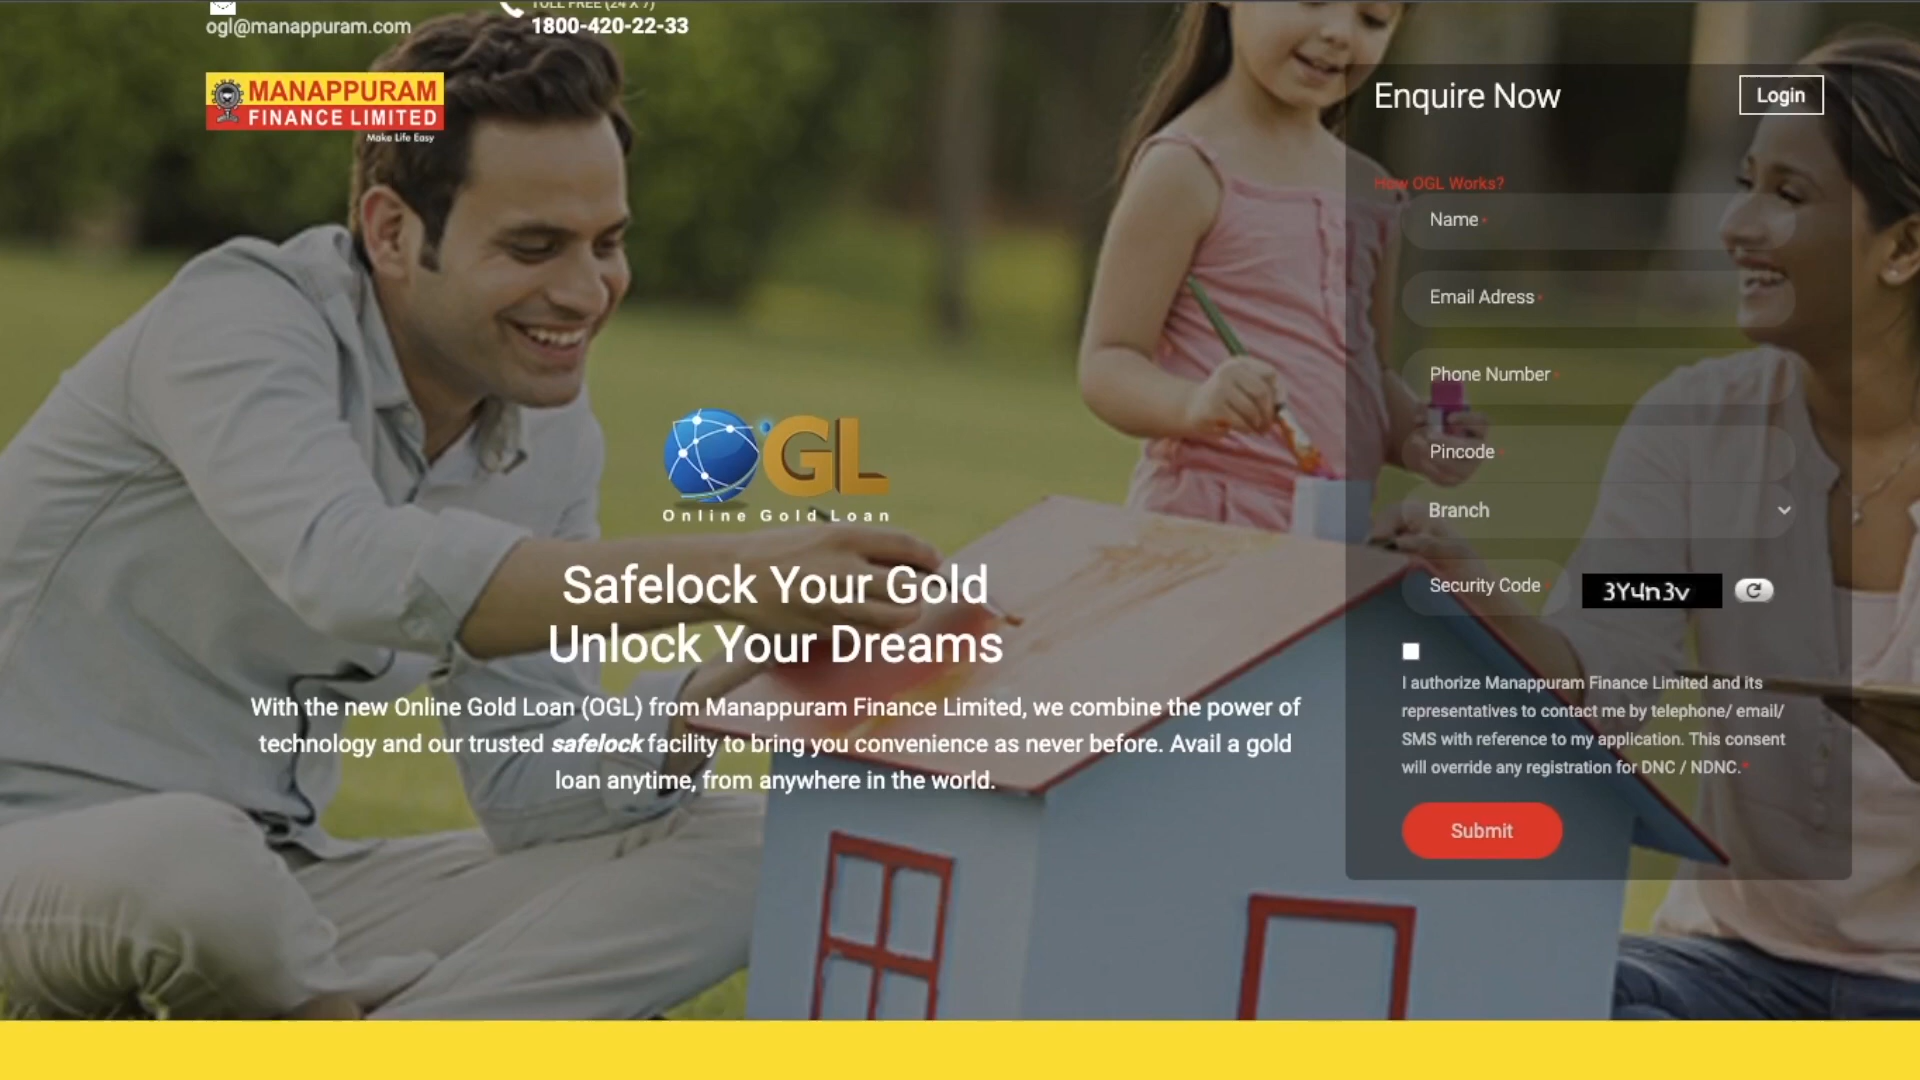 TOLL FREE (24 X 7)
ogl@manappuram.com
1800-420-22-33
MANAPPURAM
FINANCE LIMITED
Make Life Easy
Enquire Now
Login
How OGL Works?
Name *
Email Adress *
Phone Number *
Pincode *
Branch
Security Code *
3Y4n3v
I authorize Manappuram Finance Limited and its
representatives to contact me by telephone/ email/
SMS with reference to my application. This consent
will override any registration for DNC / NDNC.*
Submit
OGL
Online Gold Loan
Safelock Your Gold
Unlock Your Dreams
With the new Online Gold Loan (OGL) from Manappuram Finance Limited, we combine the power of
technology and our trusted safelock facility to bring you convenience as never before. Avail a gold
loan anytime, from anywhere in the world.